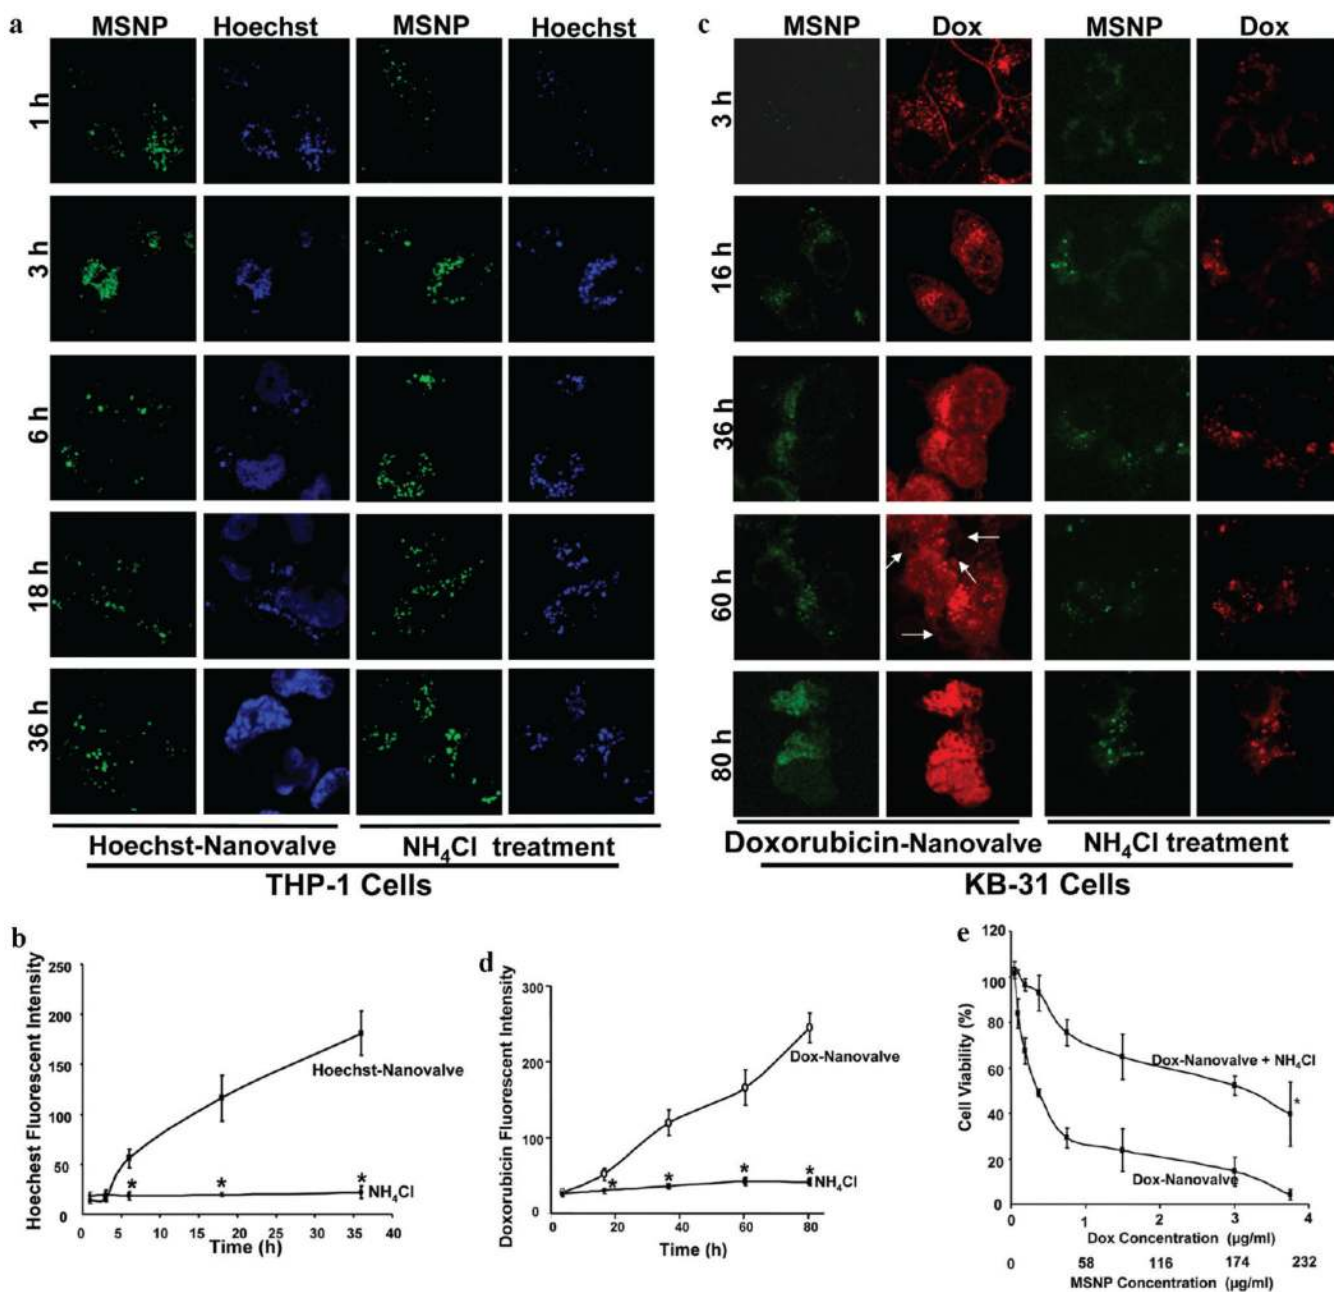 a
MSNP Hoechst MSNP Hoechst
1 h
3 h
6 h
18 h
36 h
Hoechst-Nanovalve NH₄Cl treatment
THP-1 Cells
c
MSNP Dox MSNP Dox
3 h
16 h
36 h
60 h
80 h
Doxorubicin-Nanovalve NH₄Cl treatment
KB-31 Cells
b
Hoechest Fluorescent Intensity
250
200
150
100
50
0
Hoechst-Nanovalve
* * *
NH₄Cl
0 5 10 15 20 25 30 35 40
Time (h)
d
Doxorubicin Fluorescent Intensity
300
200
100
0
Dox-Nanovalve
* * * *
NH₄Cl
0 20 40 60 80
Time (h)
e
Cell Viability (%)
120
100
80
60
40
20
0
Dox-Nanovalve + NH₄Cl
*
Dox-Nanovalve
0 1 2 3 4
Dox Concentration (µg/ml)
0 58 116 174 232
MSNP Concentration (µg/ml)